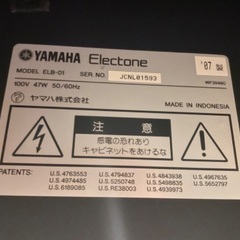 YAMAHA Electone
'07 製
MODEL ELB-01 SER NO. JCNL01593
100V 47W 50/60Hz
ヤマハ株式会社 MADE IN INDONESIA
注 意
感電の恐れあり
キャビネットをあけるな
PATENTS:
U.S.4763553 U.S.4794837 U.S.4843938 U.S.4967635
U.S.4974485 U.S.5250748 U.S.5498835 U.S.5652797
U.S.6189085 U.S.RE38003 U.S.4939973